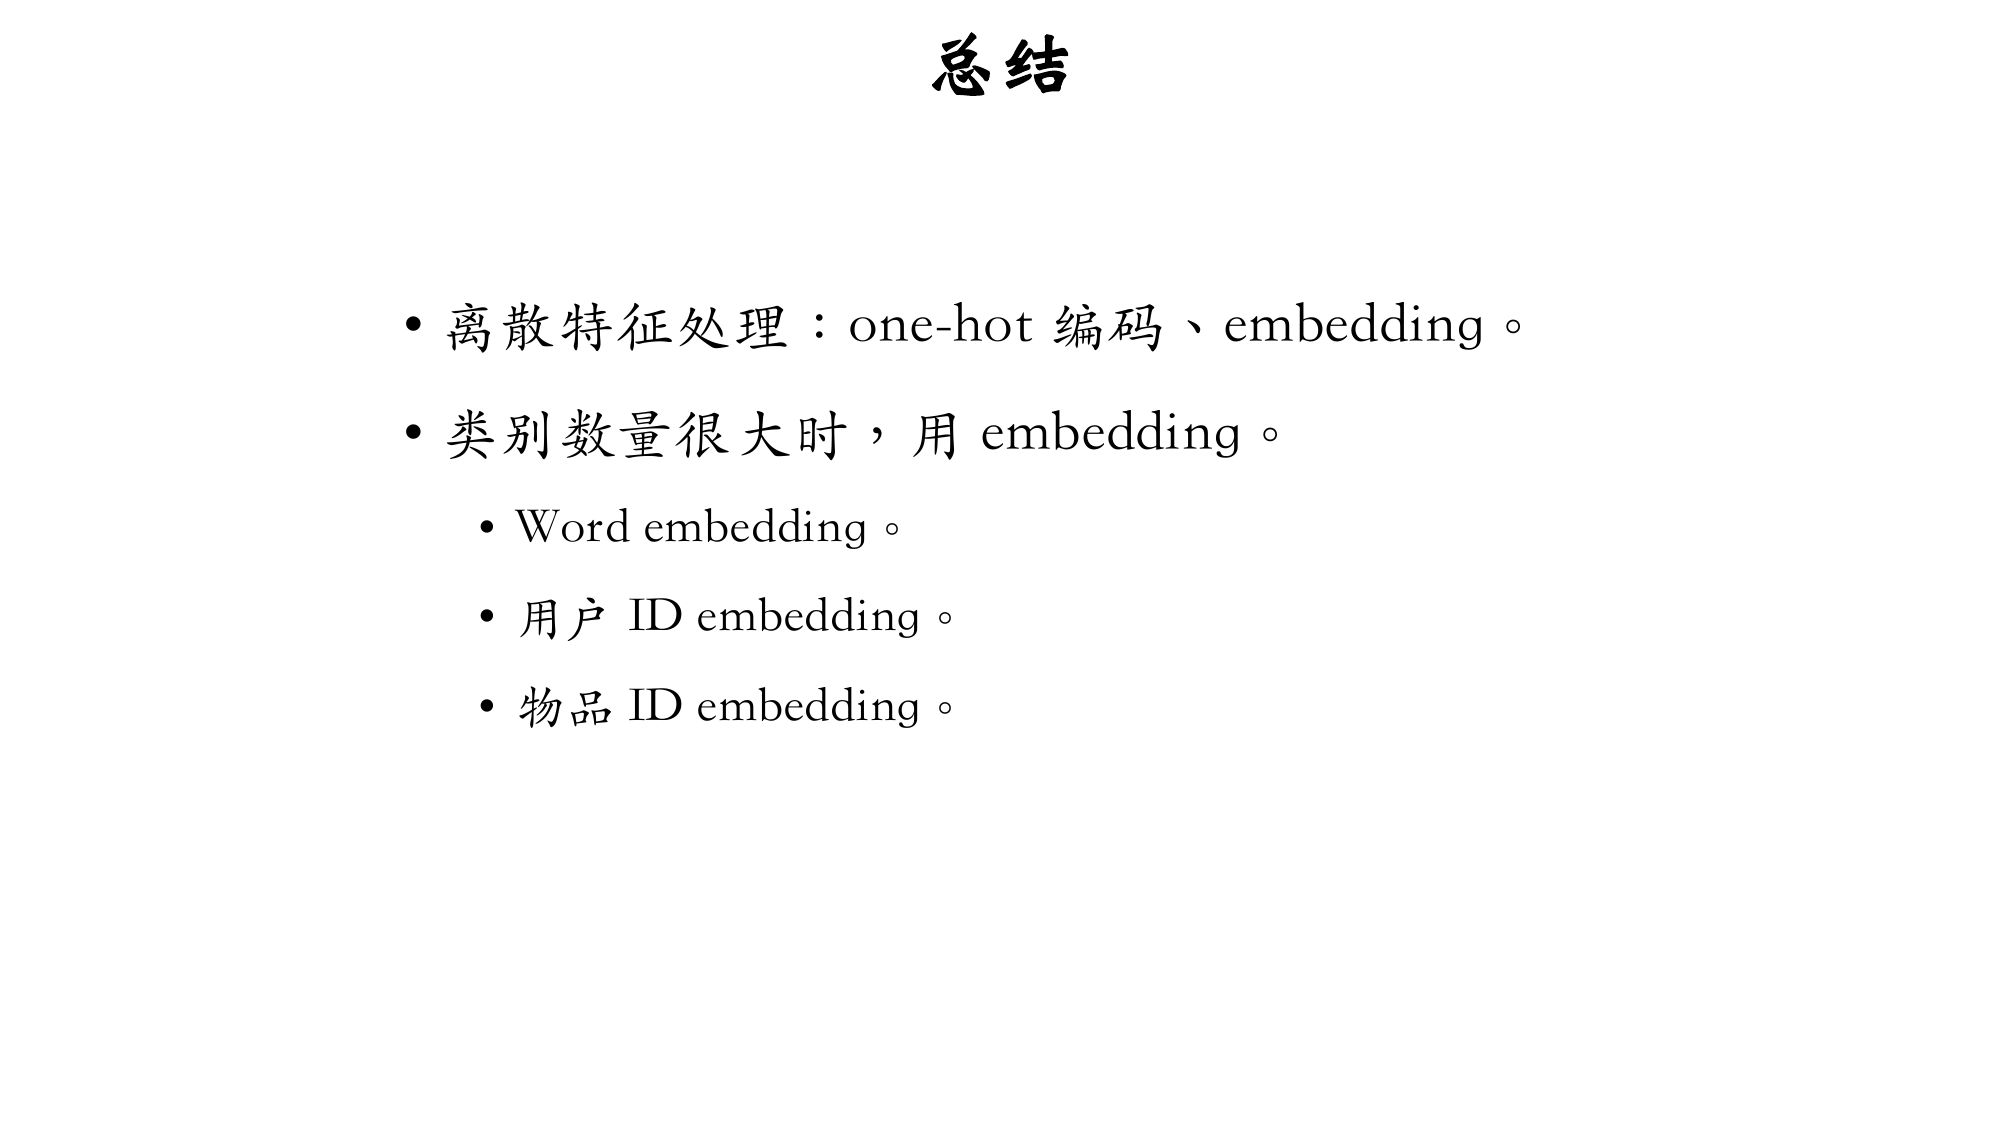 总结
• 离散特征处理：one-hot 编码、embedding。
• 类别数量很大时，用 embedding。
• Word embedding。
• 用户 ID embedding。
• 物品 ID embedding。